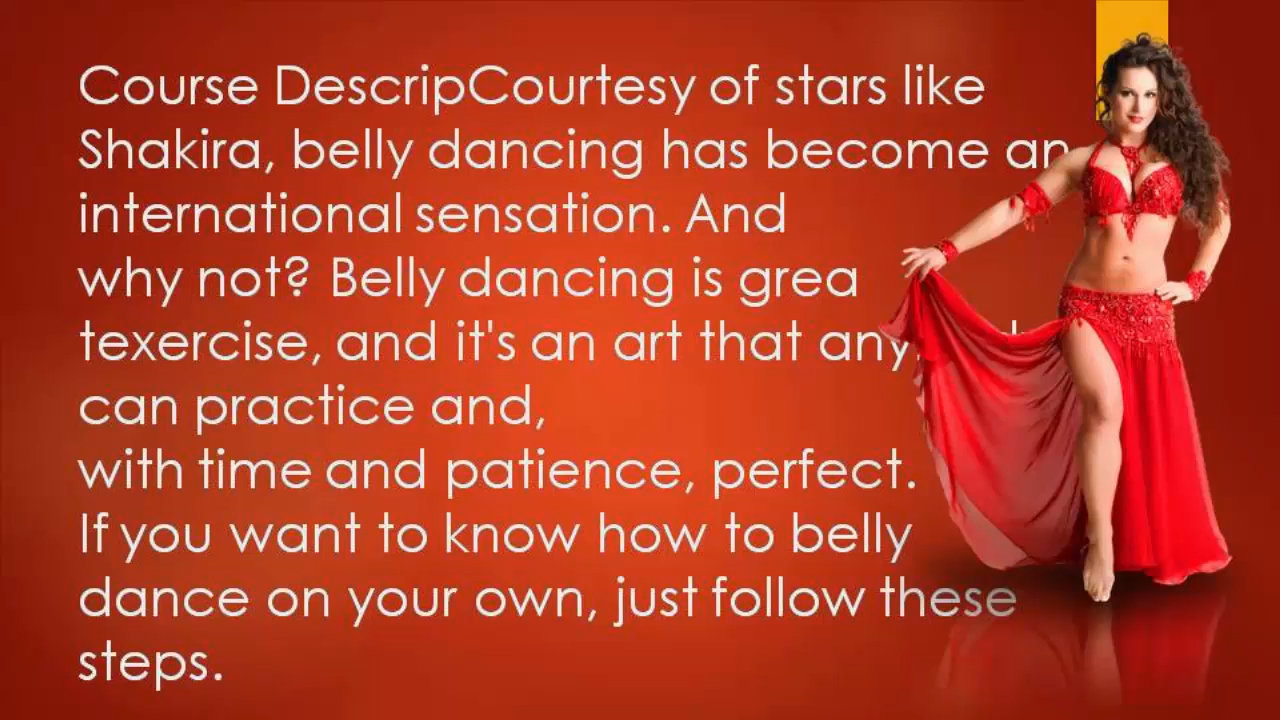 Course DescripCourtesy of stars like
Shakira, belly dancing has become an
international sensation. And
why not? Belly dancing is grea
texercise, and it's an art that any
can practice and,
with time and patience, perfect.
If you want to know how to belly
dance on your own, just follow these
steps.